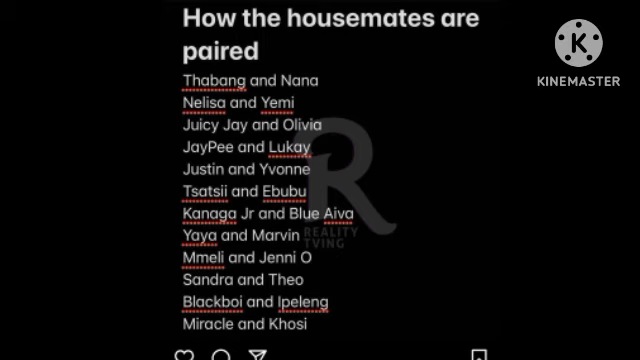 How the housemates are
paired
KINEMASTER
Thabang and Nana
Nelisa and Yemi
Juicy Jay and Olivia
JayPee and Lukay
Justin and Yvonne
Tsatsii and Ebubu
Kanaga Jr and Blue Aiva
Yaya and Marvin
REALITY
TVING
Mmeli and Jenni O
Sandra and Theo
Blackboi and Ipeleng
Miracle and Khosi